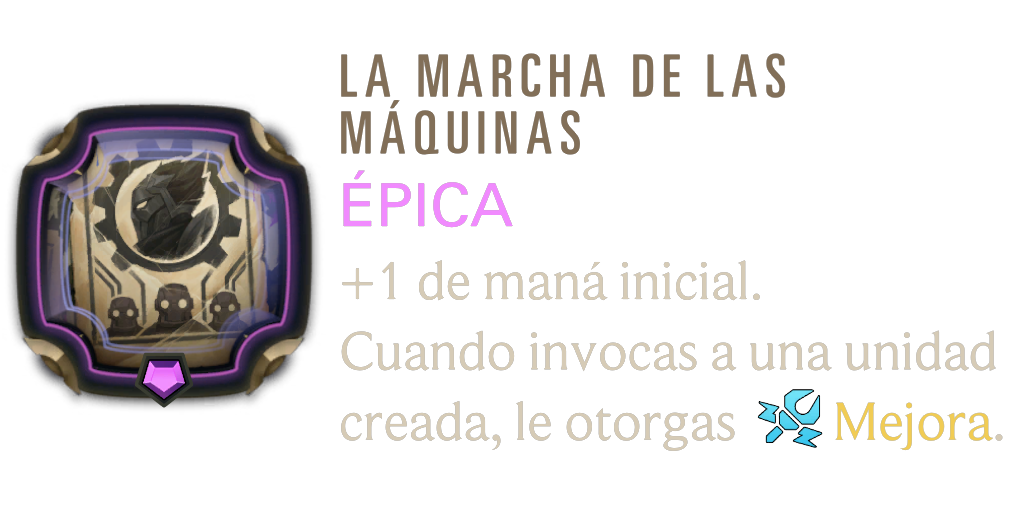 LA MARCHA DE LAS
MÁQUINAS
ÉPICA
+1 de maná inicial.
Cuando invocas a una unidad
creada, le otorgas Mejora.